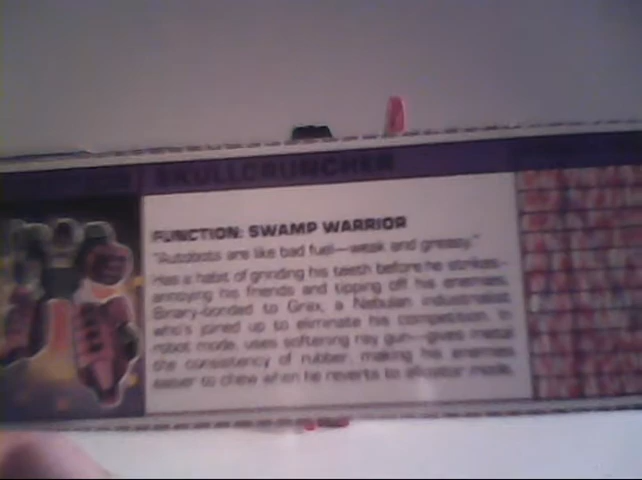 SKULLCRUNCHER
FUNCTION: SWAMP WARRIOR
"Autobots are like bad fuel—weak and greasy."
Has a habit of grinding his teeth before he strikes—
annoying his friends and tipping off his enemies.
Binary-bonded to Grax, a Nebulan industrialist
who's joined up to eliminate his competition. In
robot mode, uses softening ray gun—gives metal
the consistency of rubber, making his enemies
easier to chew when he reverts to alligator mode.